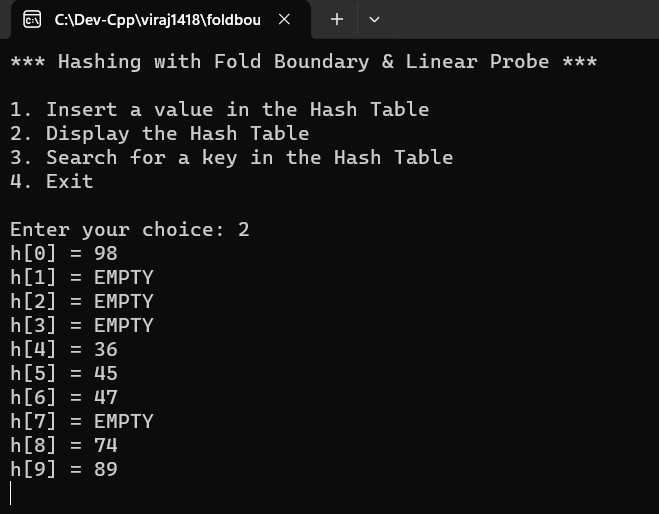 C:\Dev-Cpp\viraj1418\foldbou
*** Hashing with Fold Boundary & Linear Probe ***
1. Insert a value in the Hash Table
2. Display the Hash Table
3. Search for a key in the Hash Table
4. Exit
Enter your choice: 2
h[0] = 98
h[1] = EMPTY
h[2] = EMPTY
h[3] = EMPTY
h[4] = 36
h[5] = 45
h[6] = 47
h[7] = EMPTY
h[8] = 74
h[9] = 89